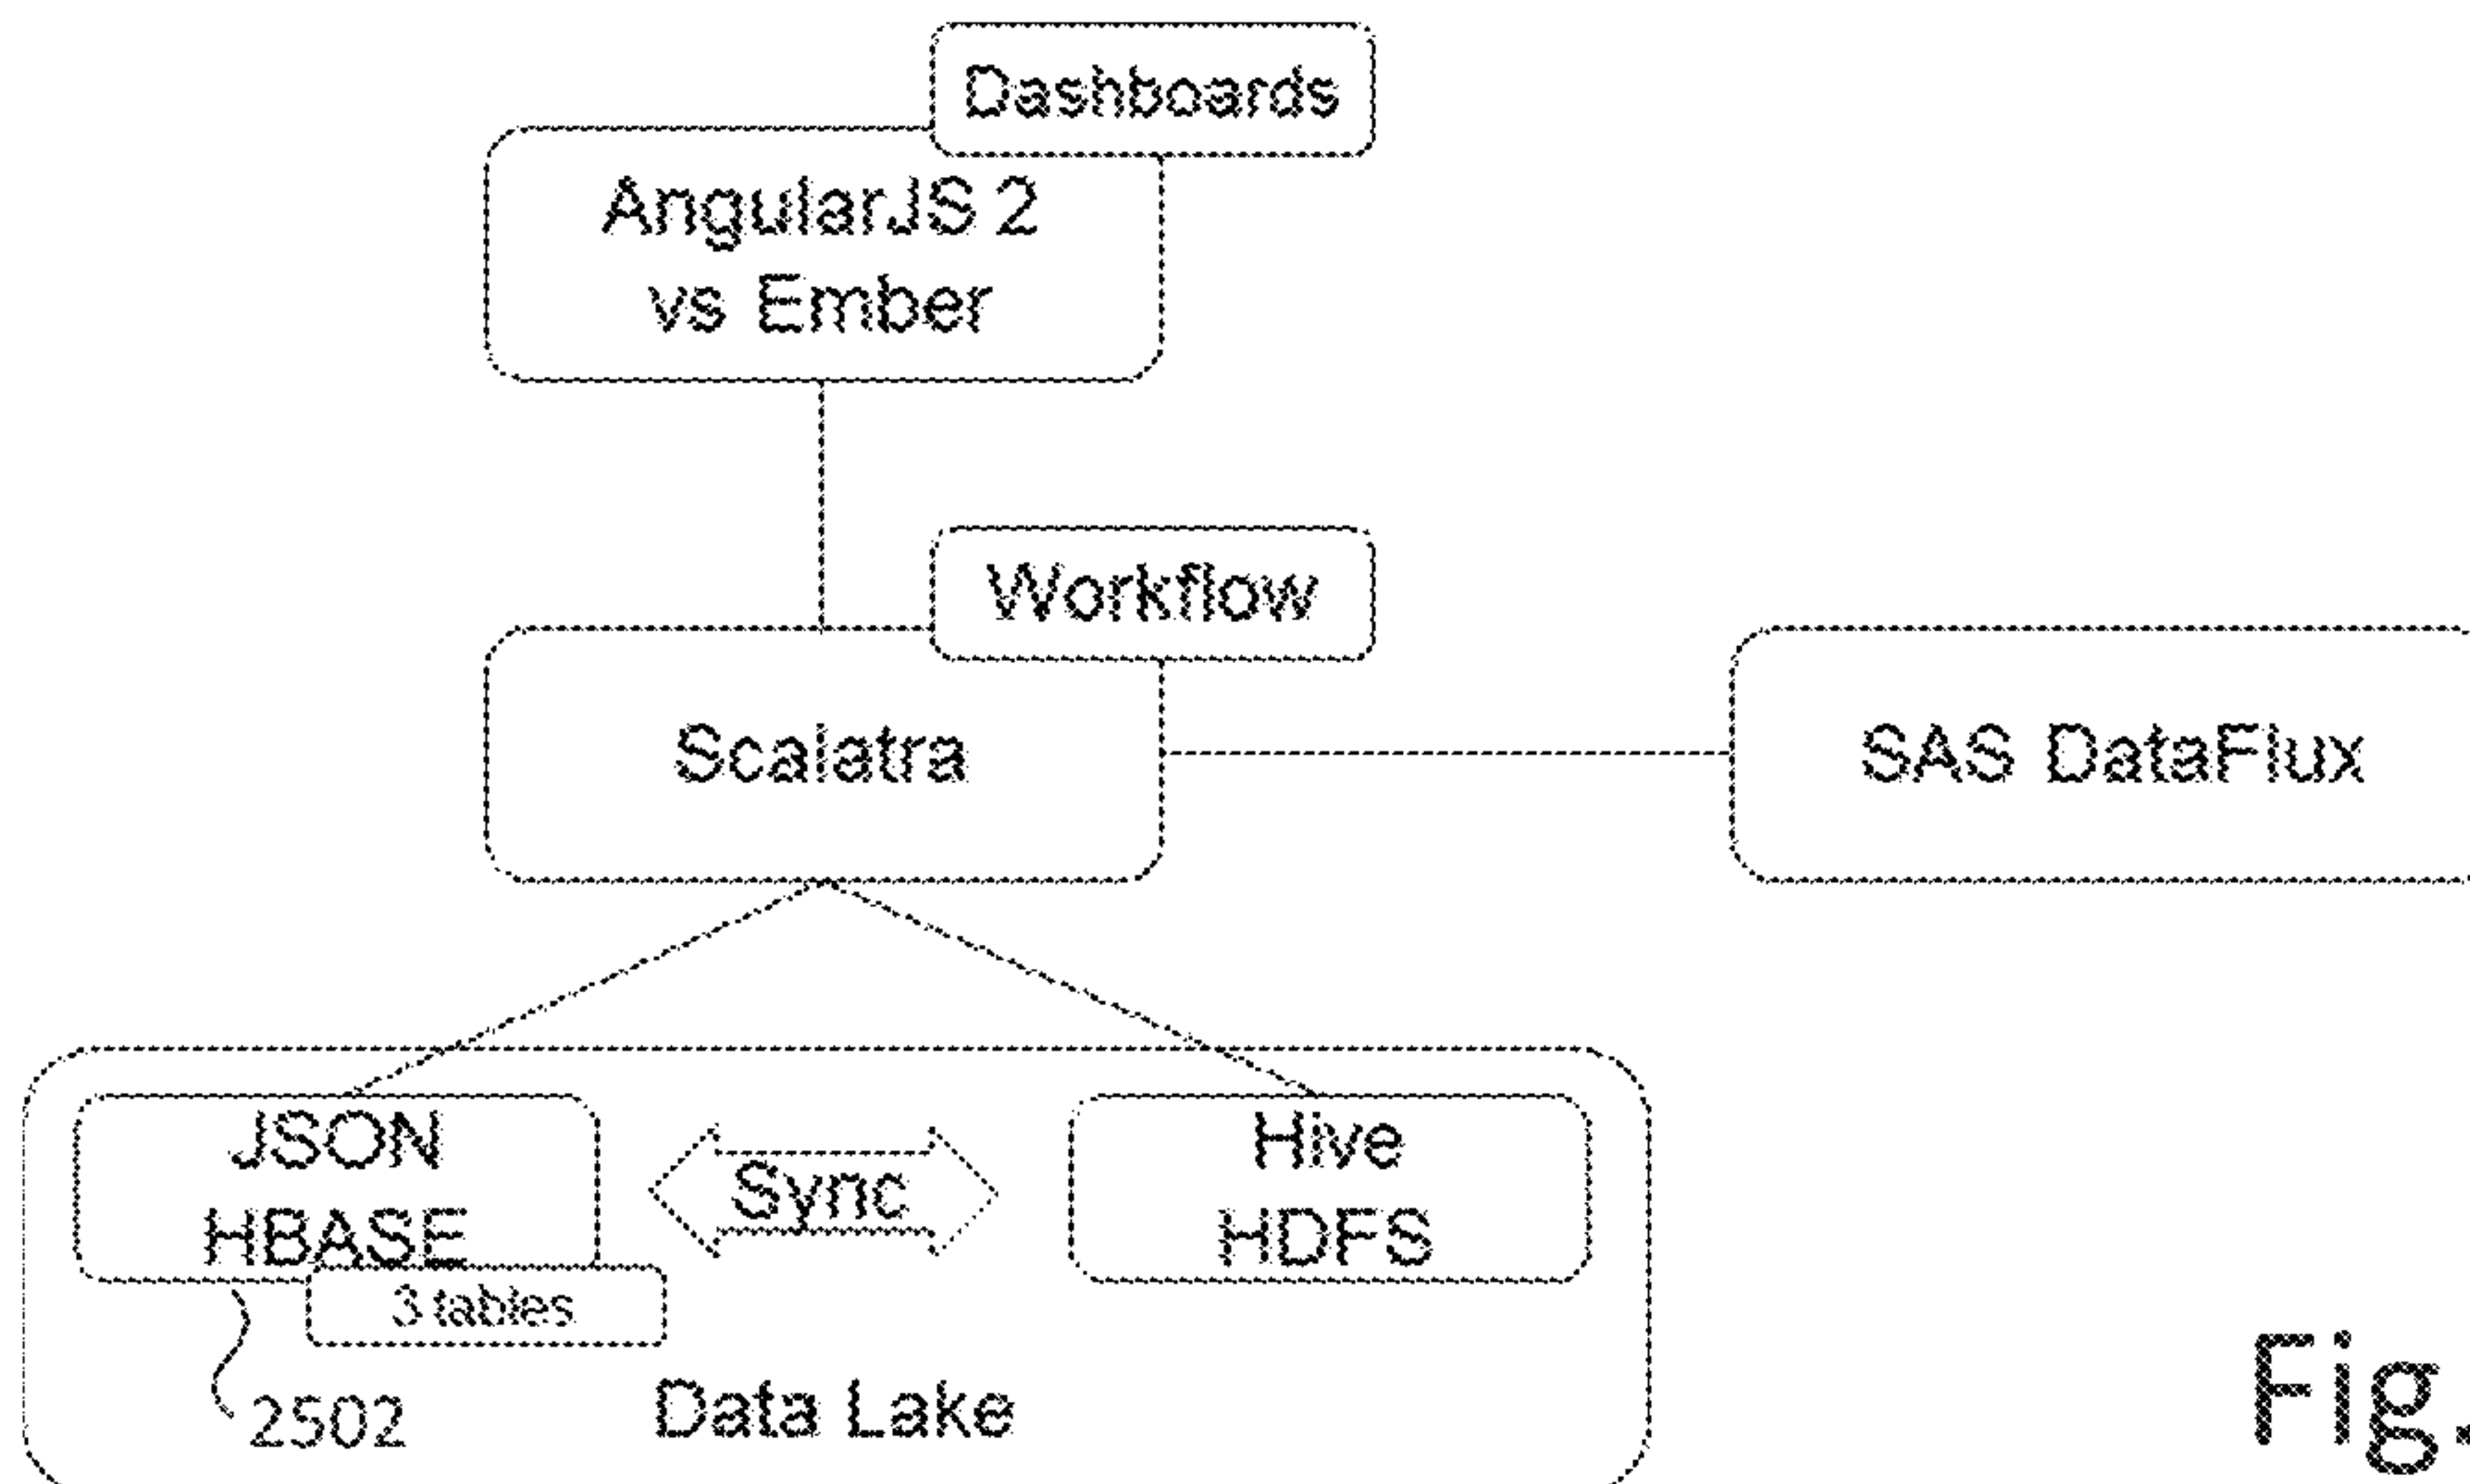 Dashboards
AngularJS 2
vs Ember
Workflow
Scalatra
SAS DataFlux
JSON
HBASE
Sync
Hive
HDFS
3 tables
2502
Data Lake
Fig.